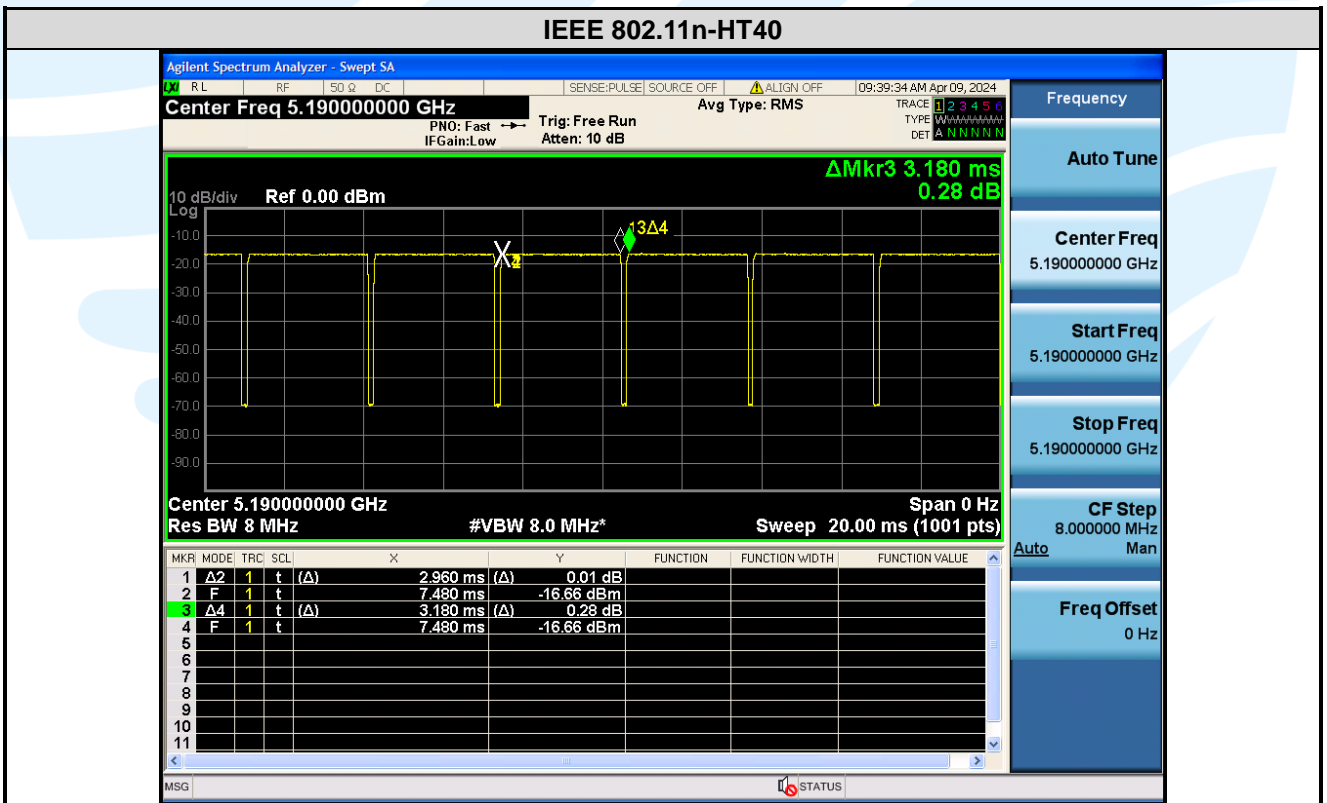 IEEE 802.11n-HT40
Agilent Spectrum Analyzer - Swept SA
LXI RL RF 50 Ω DC SENSE:PULSE SOURCE OFF ALIGN OFF 09:39:34 AM Apr 09, 2024
Center Freq 5.190000000 GHz
PNO: Fast
IFGain:Low
Trig: Free Run
Atten: 10 dB
Avg Type: RMS
TRACE 1 2 3 4 5 6
TYPE
DET A N N N N N
Frequency
Auto Tune
ΔMkr3 3.180 ms
0.28 dB
10 dB/div Ref 0.00 dBm
Log
-10.0
-20.0
-30.0
-40.0
-50.0
-60.0
-70.0
-80.0
-90.0
13Δ4
Center Freq
5.190000000 GHz
Start Freq
5.190000000 GHz
Stop Freq
5.190000000 GHz
CF Step
8.000000 MHz
Auto Man
Freq Offset
0 Hz
Center 5.190000000 GHz Span 0 Hz
Res BW 8 MHz #VBW 8.0 MHz* Sweep 20.00 ms (1001 pts)
MKR MODE TRC SCL X Y FUNCTION FUNCTION WIDTH FUNCTION VALUE
1 Δ2 1 t (Δ) 2.960 ms (Δ) 0.01 dB
2 F 1 t 7.480 ms -16.66 dBm
3 Δ4 1 t (Δ) 3.180 ms (Δ) 0.28 dB
4 F 1 t 7.480 ms -16.66 dBm
5
6
7
8
9
10
11
MSG STATUS